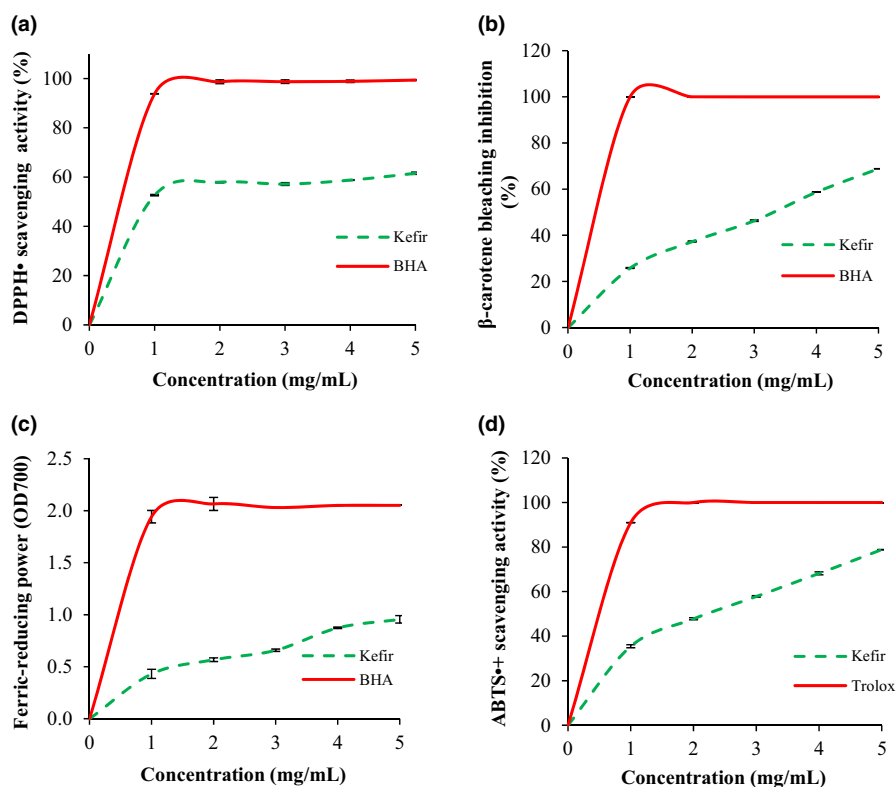 (a)
DPPH• scavenging activity (%)
120
100
80
60
40
20
0
0 1 2 3 4 5
Concentration (mg/mL)
Kefir
BHA
(b)
β-carotene bleaching inhibition
(%)
120
100
80
60
40
20
0
0 1 2 3 4 5
Concentration (mg/mL)
Kefir
BHA
(c)
Ferric-reducing power (OD700)
2.5
2.0
1.5
1.0
0.5
0.0
0 1 2 3 4 5
Concentration (mg/mL)
Kefir
BHA
(d)
ABTS•+ scavenging activity (%)
120
100
80
60
40
20
0
0 1 2 3 4 5
Concentration (mg/mL)
Kefir
Trolox